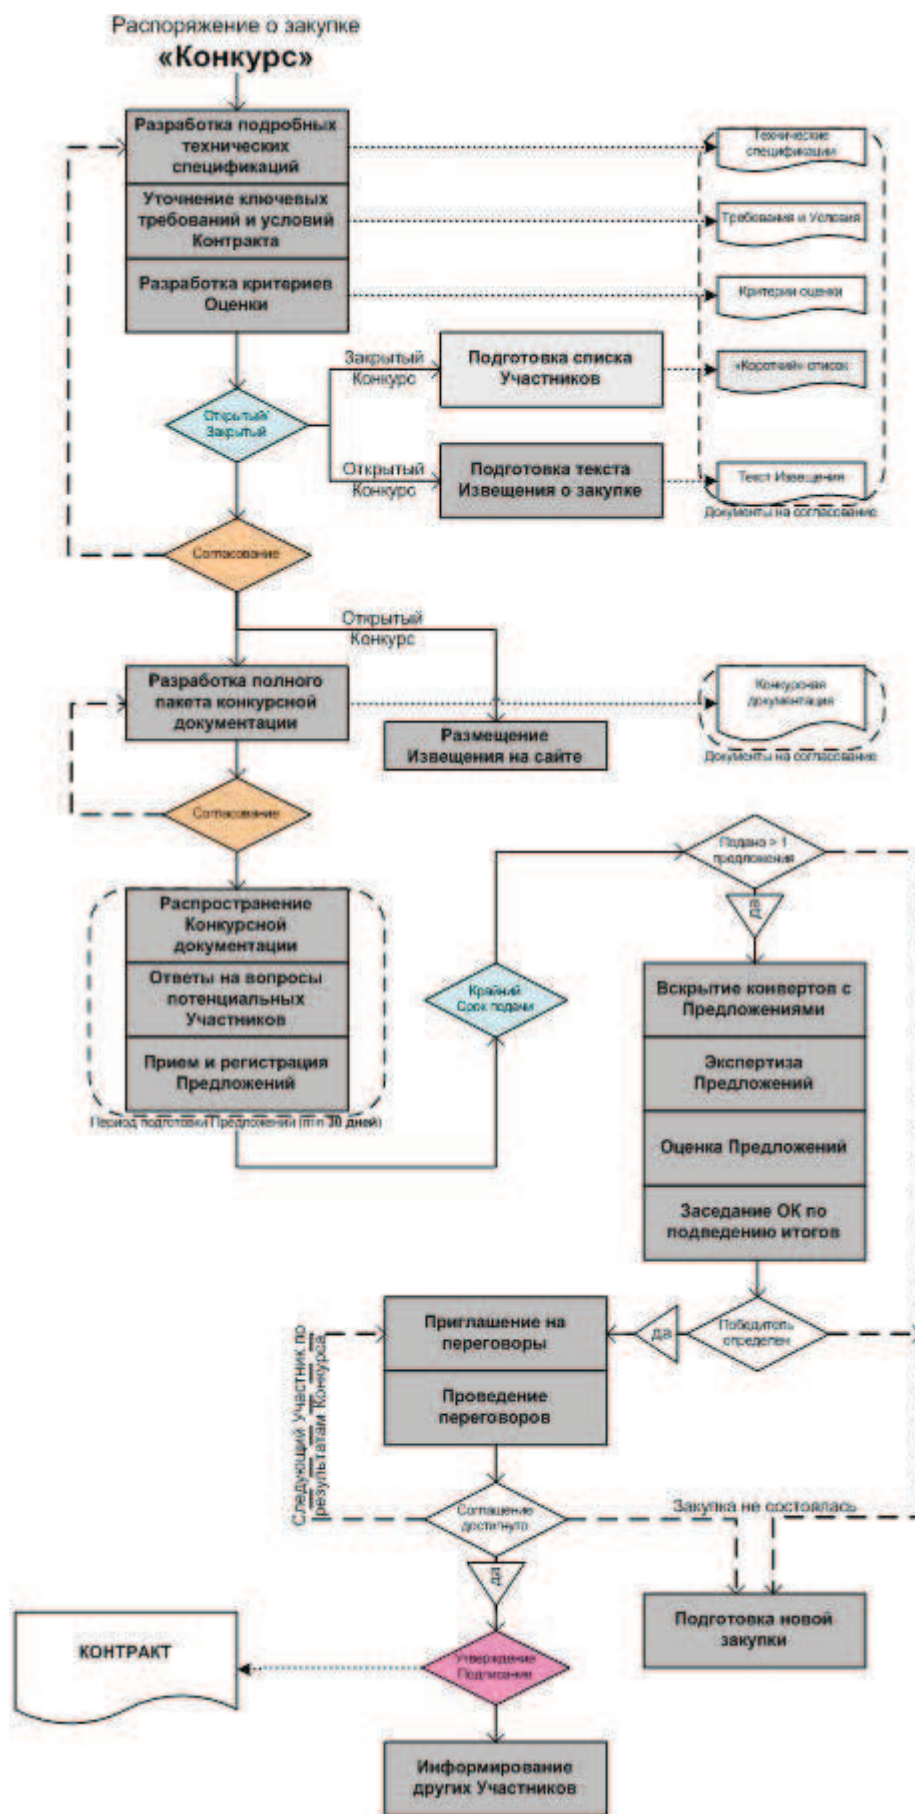 Распоряжение о закупке
«Конкурс»
Разработка подробных
технических
спецификаций
Технические
спецификации
Уточнение ключевых
требований и условий
Контракта
Требования и Условия
Разработка критериев
Оценки
Критерии оценки
Закрытый
Конкурс
Подготовка списка
Участников
«Короткий» список
Открытый/
Закрытый
Открытый
Конкурс
Подготовка текста
Извещения о закупке
Текст Извещения
Документы на согласование
Согласование
Открытый
Конкурс
Разработка полного
пакета конкурсной
документации
Конкурсная
документация
Размещение
Извещения на сайте
Документы на согласование
Согласование
Подано > 1
предложения
да
Распространение
Конкурсной
документации
Ответы на вопросы
потенциальных
Участников
Прием и регистрация
Предложений
Период подготовки Предложений (min 30 дней)
Крайний
Срок подачи
Вскрытие конвертов с
Предложениями
Экспертиза
Предложений
Оценка Предложений
Заседание ОК по
подведению итогов
Победитель
определен
да
Приглашение на
переговоры
Проведение
переговоров
Следующий Участник по
результатам Конкурса
Соглашение
достигнуто
Закупка не состоялась
да
Подготовка новой
закупки
КОНТРАКТ
Утверждение
Подписание
Информирование
других Участников